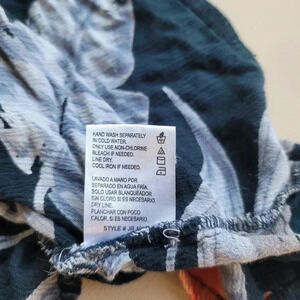 HAND WASH SEPARATELY
IN COLD WATER,
ONLY USE NON-CHLORINE
BLEACH IF NEEDED.
LINE DRY.
COOL IRON IF NEEDED.
LAVADO A MANO POR
SEPARADO EN AGUA FRÍA,
SOLO USAR BLANQUEADOR
SIN CLORO SI ES NECESARIO,
DRY LINE.
PLANCHAR CON POCO
CALOR, SI ES NECESARIO.
STYLE #